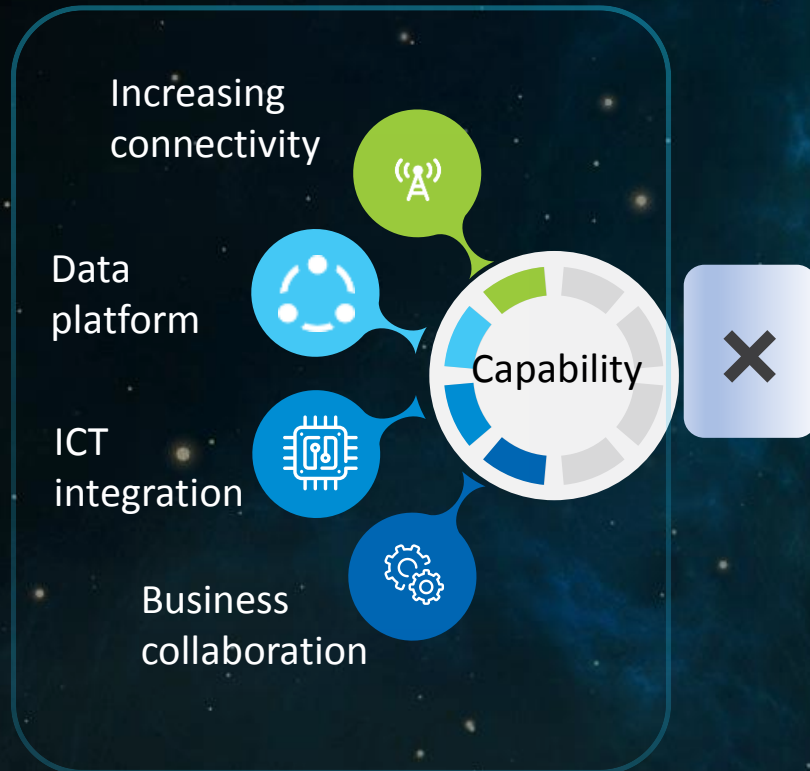 Increasing
connectivity
Data
platform
Capability
ICT
integration
Business
collaboration